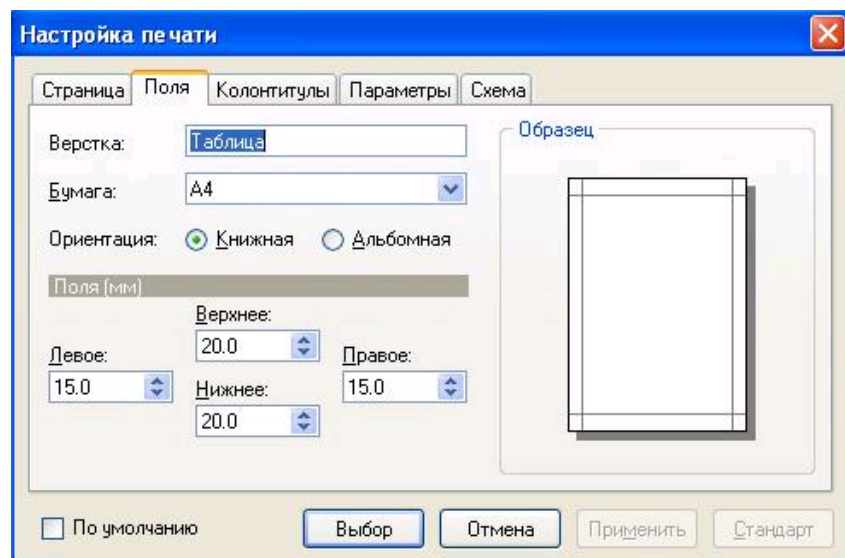 Настройка печати
Страница Поля Колонтитулы Параметры Схема
Верстка: Таблица
Образец
Бумага: A4
Ориентация: Книжная Альбомная
Поля (мм)
Верхнее:
20.0
Левое:
15.0
Правое:
15.0
Нижнее:
20.0
По умолчанию Выбор Отмена Применить Стандарт